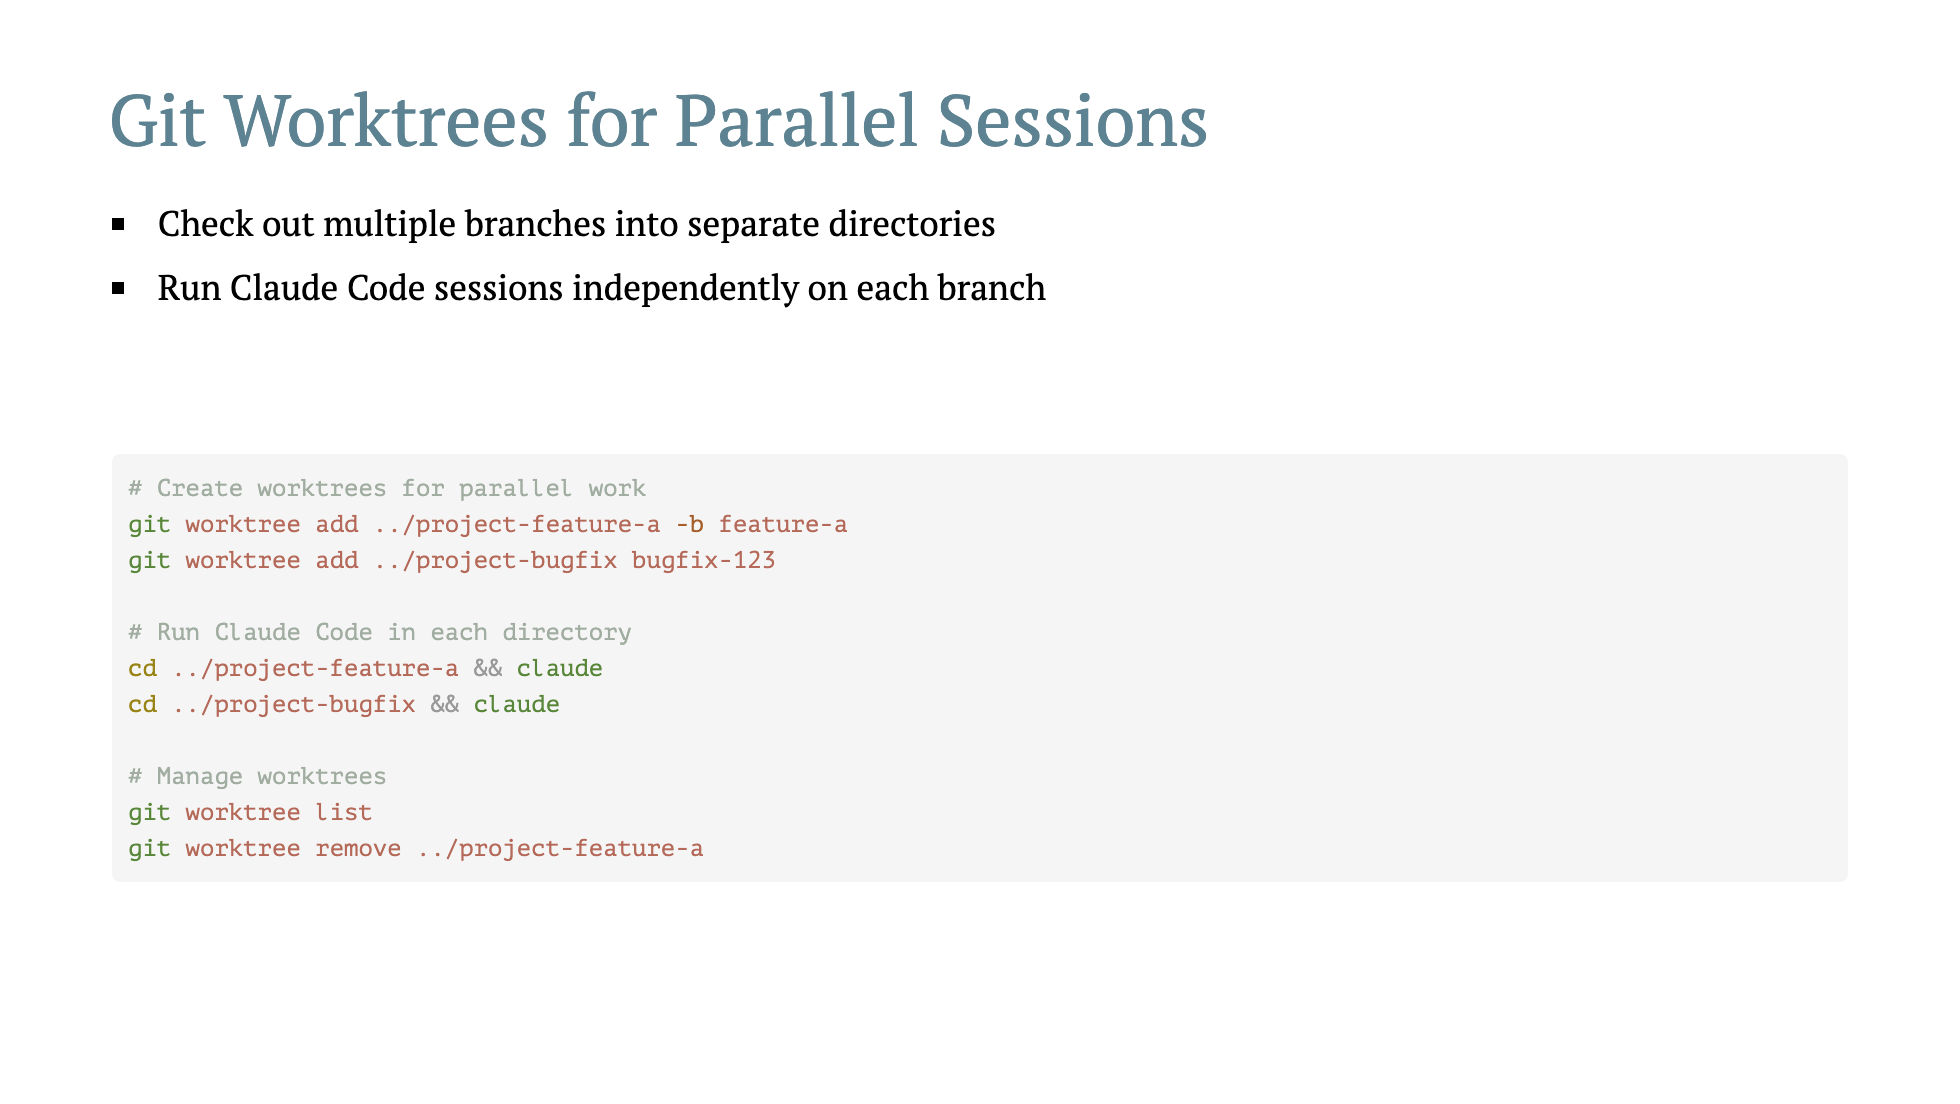 Git Worktrees for Parallel Sessions
▪ Check out multiple branches into separate directories
▪ Run Claude Code sessions independently on each branch
# Create worktrees for parallel work
git worktree add ../project-feature-a -b feature-a
git worktree add ../project-bugfix bugfix-123
# Run Claude Code in each directory
cd ../project-feature-a && claude
cd ../project-bugfix && claude
# Manage worktrees
git worktree list
git worktree remove ../project-feature-a